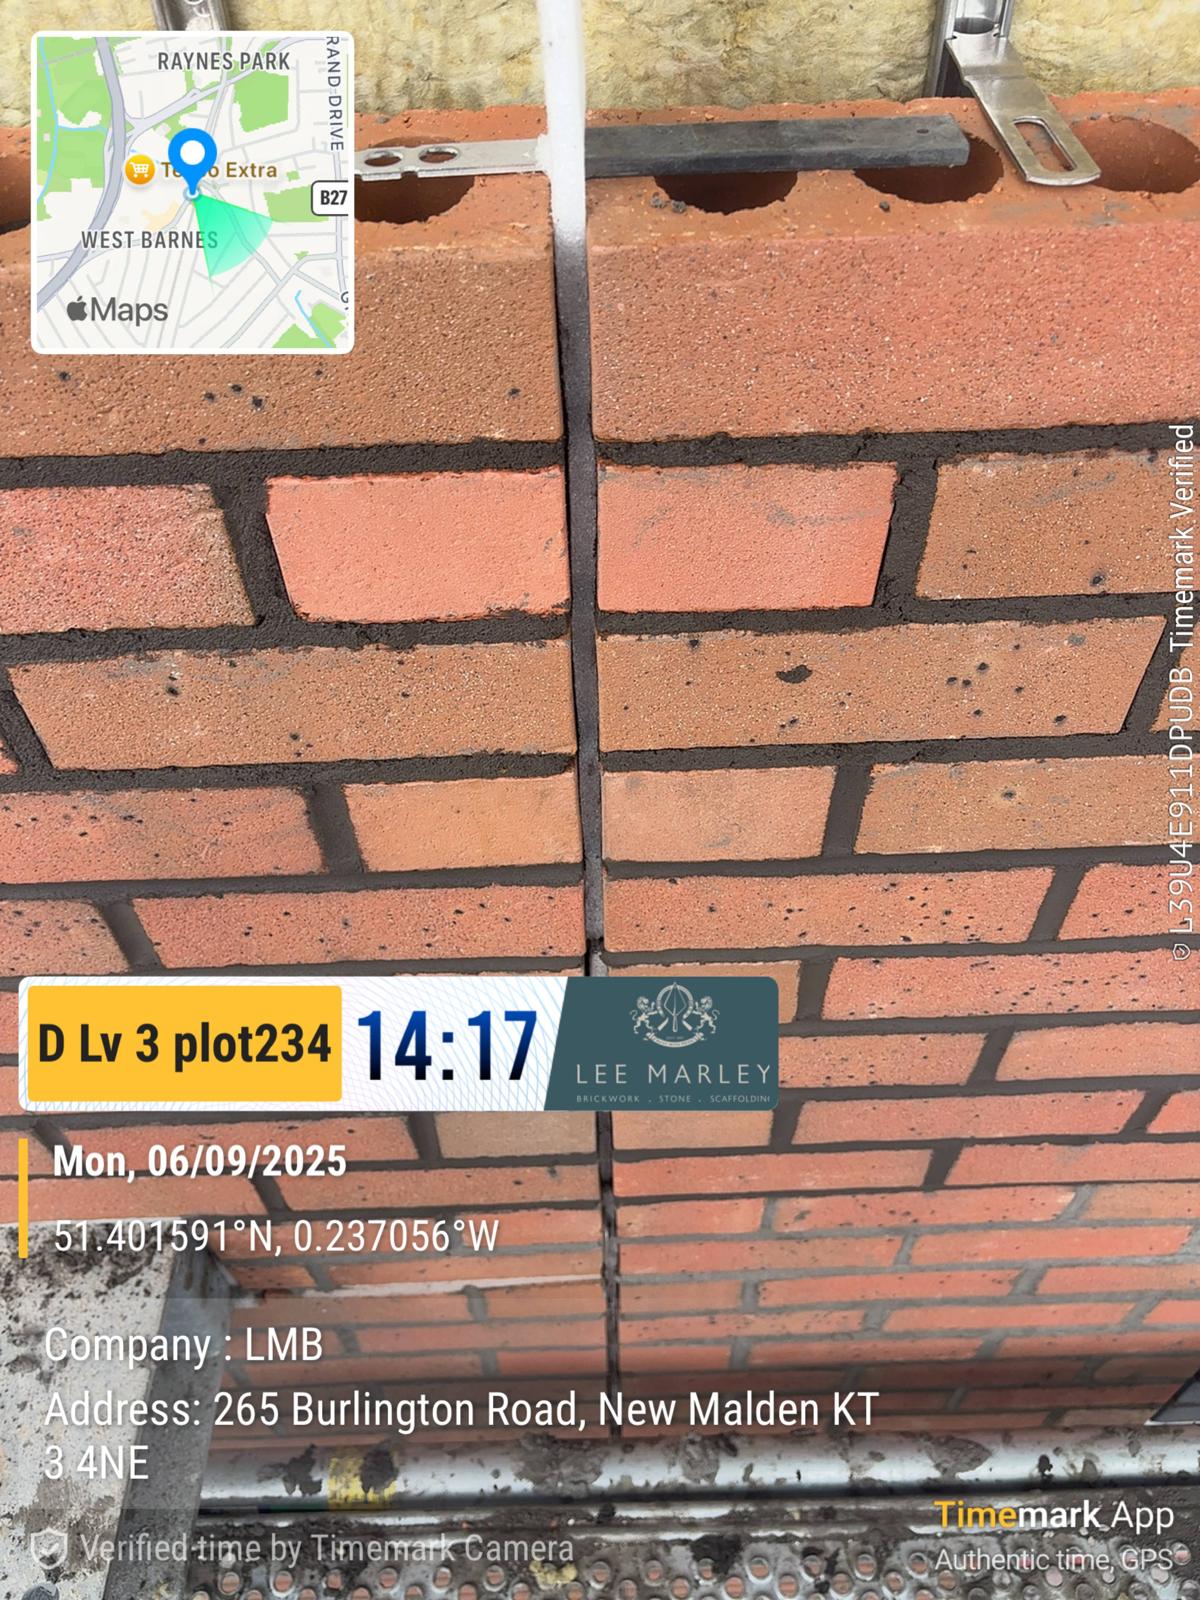 RAYNES PARK
RAND DRIVE
Extra
B27
WEST BARNES
Maps
L39U4E911DPUDB Timemark Verified
D Lv 3 plot234
14:17
LEE MARLEY
BRICKWORK . STONE . SCAFFOLDIN
Mon, 06/09/2025
51.401591°N, 0.237056°W
Company : LMB
Address: 265 Burlington Road, New Malden KT
3 4NE
Verified time by Timemark Camera
Timemark App
Authentic time, GPS